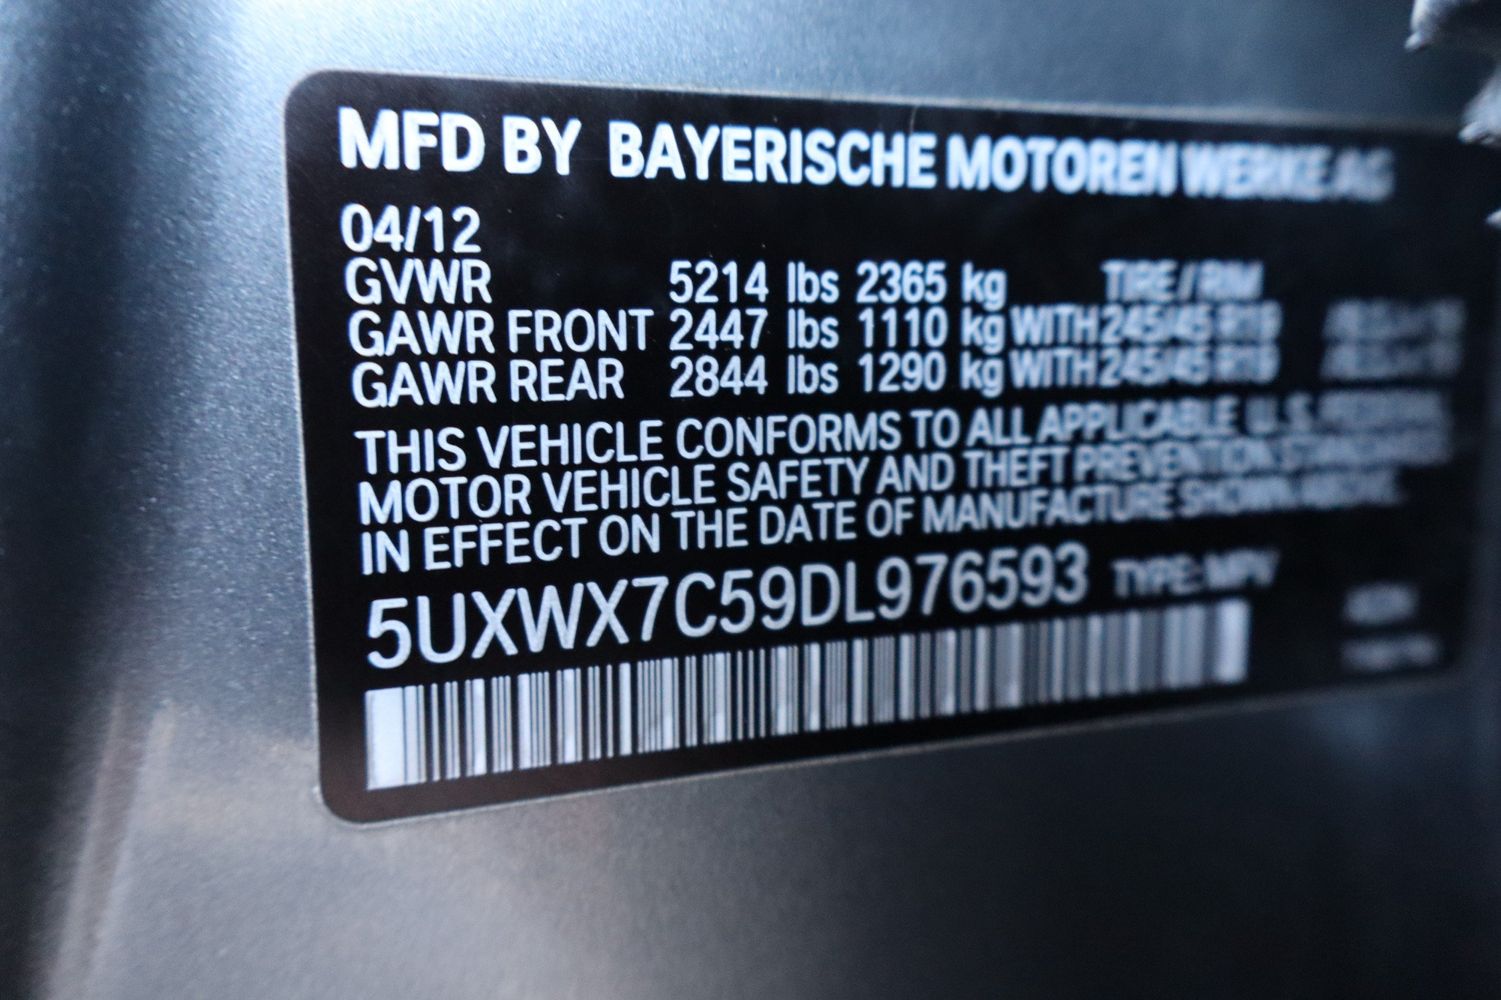 MFD BY BAYERISCHE MOTOREN WERKE AG
04/12
GVWR 5214 lbs 2365 kg TIRE / RIM
GAWR FRONT 2447 lbs 1110 kg WITH 245/45 R19
GAWR REAR 2844 lbs 1290 kg WITH 245/45 R19
THIS VEHICLE CONFORMS TO ALL APPLICABLE U.S. FEDERAL
MOTOR VEHICLE SAFETY AND THEFT PREVENTION STANDARDS
IN EFFECT ON THE DATE OF MANUFACTURE SHOWN ABOVE.
5UXWX7C59DL976593 TYPE: MPV